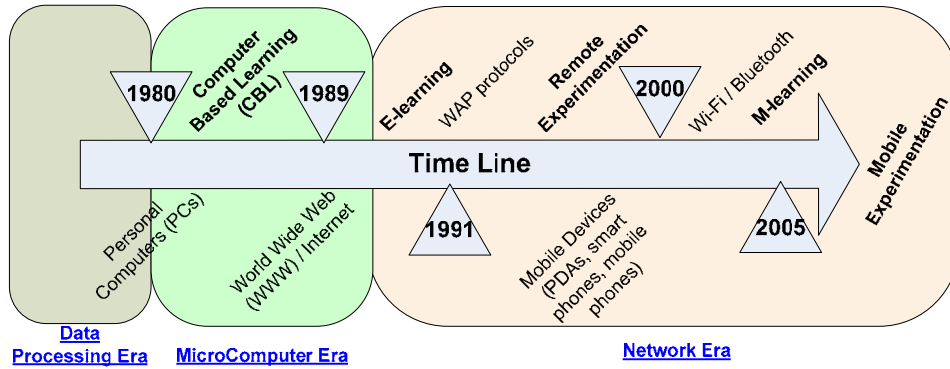 1980
Computer
Based Learning
(CBL)
1989
E-learning
WAP protocols
Remote
Experimentation
2000
Wi-Fi / Bluetooth
M-learning
Time Line
Mobile
Experimentation
Personal
Computers (PCs)
World Wide Web
(WWW) / Internet
1991
Mobile Devices
(PDAs, smart
phones, mobile
phones)
2005
Data
Processing Era
MicroComputer Era
Network Era